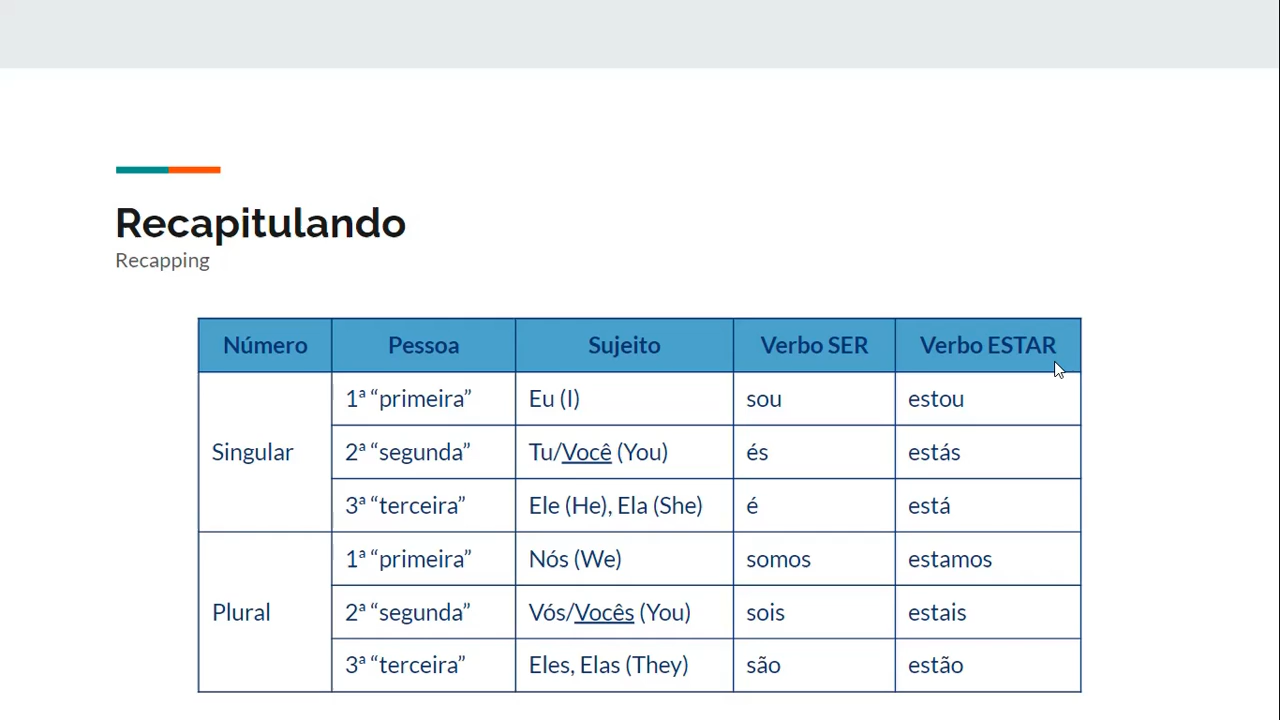 Recapitulando
Recapping
Número Pessoa Sujeito Verbo SER Verbo ESTAR
Singular
1ª “primeira” Eu (I) sou estou
2ª “segunda” Tu/Você (You) és estás
3ª “terceira” Ele (He), Ela (She) é está
Plural
1ª “primeira” Nós (We) somos estamos
2ª “segunda” Vós/Vocês (You) sois estais
3ª “terceira” Eles, Elas (They) são estão